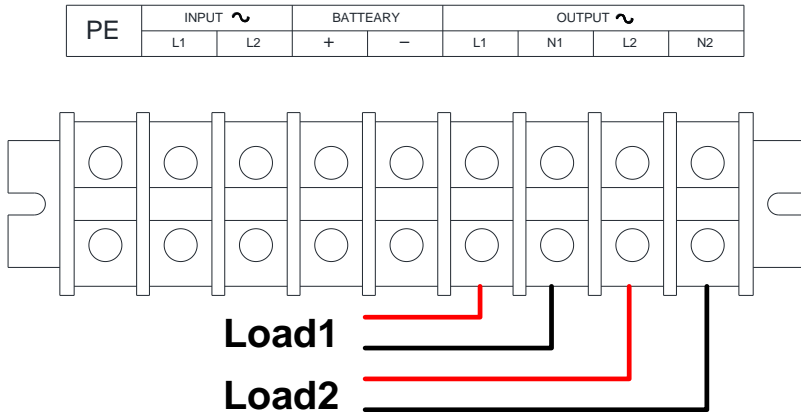 PE
INPUT ∿ BATTEARY OUTPUT ∿
L1 L2 + − L1 N1 L2 N2
Load1
Load2